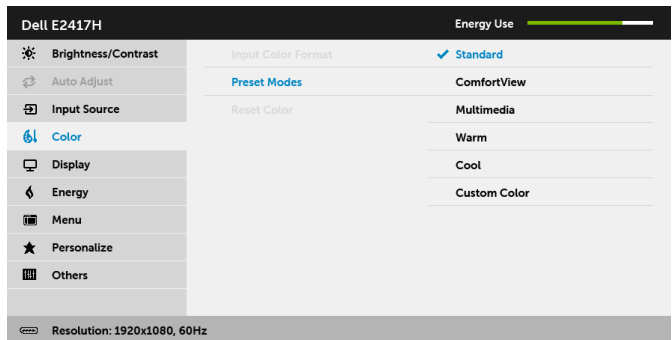 Dell E2417H Energy Use
Brightness/Contrast Input Color Format Standard
Auto Adjust Preset Modes ComfortView
Input Source Reset Color Multimedia
Color Warm
Display Cool
Energy Custom Color
Menu
Personalize
Others
Resolution: 1920x1080, 60Hz